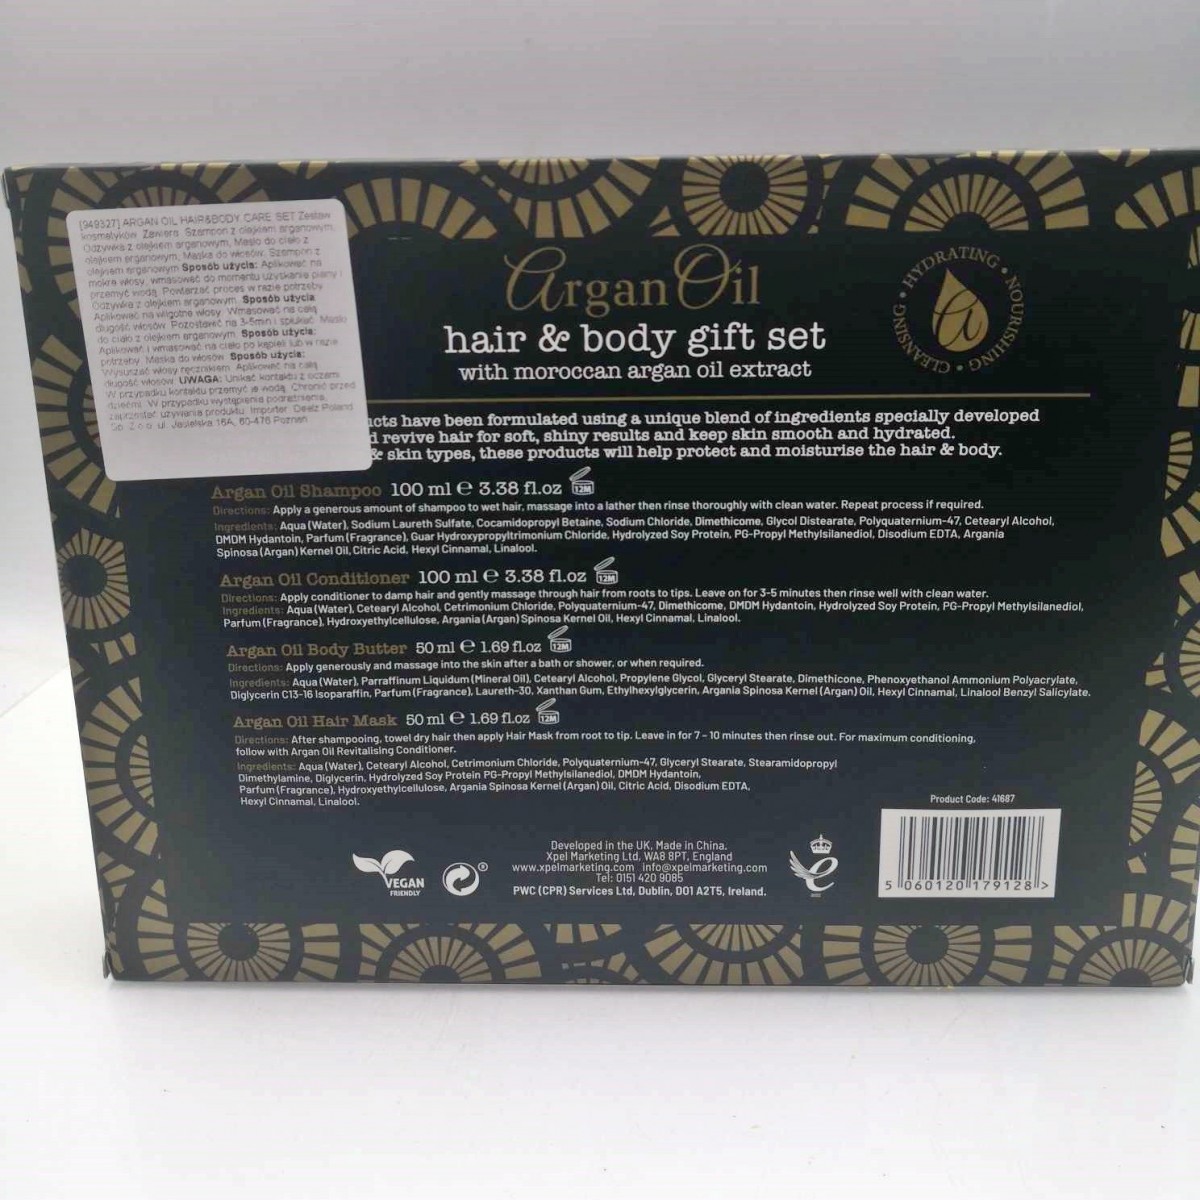 [949327] ARGAN OIL HAIR&BODY CARE SET Zestaw
kosmetyków. Zawiera: Szampon z olejkiem arganowym,
Odżywka z olejkiem arganowym, Masło do ciała z
olejkiem arganowym, Maska do włosów. Szampon z
olejkiem arganowym Sposób użycia: Aplikować na
mokre włosy, wmasować do momentu uzyskania piany i
przemyć wodą. Powtarzać proces w razie potrzeby.
Odżywka z olejkiem arganowym. Sposób użycia:
Aplikować na wilgotne włosy. Wmasować na całą
długość włosów. Pozostawić na 3-5min i spłukać. Masło
do ciała z olejkiem arganowym. Sposób użycia:
Aplikować i wmasować na ciało po kąpieli lub w razie
potrzeby. Maska do włosów. Sposób użycia:
Wysuszać włosy ręcznikiem. Aplikować na całą
długość włosów. UWAGA: Unikać kontaktu z oczami.
W przypadku kontaktu przemyć je wodą. Chronić przed
dziećmi. W przypadku wystąpienia podrażnienia,
zaprzestać używania produktu. Importer: Dealz Poland
Sp. Z o.o. ul. Jasielska 16A, 60-476 Poznań
Argan Oil
hair & body gift set
with moroccan argan oil extract
HYDRATING • NOURISHING • CLEANSING •
ucts have been formulated using a unique blend of ingredients specially developed
d revive hair for soft, shiny results and keep skin smooth and hydrated.
& skin types, these products will help protect and moisturise the hair & body.
Argan Oil Shampoo 100 ml ℮ 3.38 fl.oz 12M
Directions: Apply a generous amount of shampoo to wet hair, massage into a lather then rinse thoroughly with clean water. Repeat process if required.
Ingredients: Aqua (Water), Sodium Laureth Sulfate, Cocamidopropyl Betaine, Sodium Chloride, Dimethicome, Glycol Distearate, Polyquaternium-47, Cetearyl Alcohol,
DMDM Hydantoin, Parfum (Fragrance), Guar Hydroxypropyltrimonium Chloride, Hydrolyzed Soy Protein, PG-Propyl Methylsilanediol, Disodium EDTA, Argania
Spinosa (Argan) Kernel Oil, Citric Acid, Hexyl Cinnamal, Linalool.
Argan Oil Conditioner 100 ml ℮ 3.38 fl.oz 12M
Directions: Apply conditioner to damp hair and gently massage through hair from roots to tips. Leave on for 3-5 minutes then rinse well with clean water.
Ingredients: Aqua (Water), Cetearyl Alcohol, Cetrimonium Chloride, Polyquaternium-47, Dimethicome, DMDM Hydantoin, Hydrolyzed Soy Protein, PG-Propyl Methylsilanediol,
Parfum (Fragrance), Hydroxyethylcellulose, Argania (Argan) Spinosa Kernel Oil, Hexyl Cinnamal, Linalool.
Argan Oil Body Butter 50 ml ℮ 1.69 fl.oz 12M
Directions: Apply generously and massage into the skin after a bath or shower, or when required.
Ingredients: Aqua (Water), Parraffinum Liquidum (Mineral Oil), Cetearyl Alcohol, Propylene Glycol, Glyceryl Stearate, Dimethicone, Phenoxyethanol Ammonium Polyacrylate,
Diglycerin C13-16 Isoparaffin, Parfum (Fragrance), Laureth-30, Xanthan Gum, Ethylhexylglycerin, Argania Spinosa Kernel (Argan) Oil, Hexyl Cinnamal, Linalool Benzyl Salicylate.
Argan Oil Hair Mask 50 ml ℮ 1.69 fl.oz 12M
Directions: After shampooing, towel dry hair then apply Hair Mask from root to tip. Leave in for 7 - 10 minutes then rinse out. For maximum conditioning,
follow with Argan Oil Revitalising Conditioner.
Ingredients: Aqua (Water), Cetearyl Alcohol, Cetrimonium Chloride, Polyquaternium-47, Glyceryl Stearate, Stearamidopropyl
Dimethylamine, Diglycerin, Hydrolyzed Soy Protein PG-Propyl Methylsilanediol, DMDM Hydantoin,
Parfum (Fragrance), Hydroxyethylcellulose, Argania Spinosa Kernel (Argan) Oil, Citric Acid, Disodium EDTA,
Hexyl Cinnamal, Linalool.
VEGAN
FRIENDLY
Developed in the UK, Made in China.
Xpel Marketing Ltd, WA8 8PT, England
www.xpelmarketing.com info@xpelmarketing.com
Tel: 0151 420 9085
PWC (CPR) Services Ltd, Dublin, D01 A2T5, Ireland.
Product Code: 41687
5 060120 179128 >